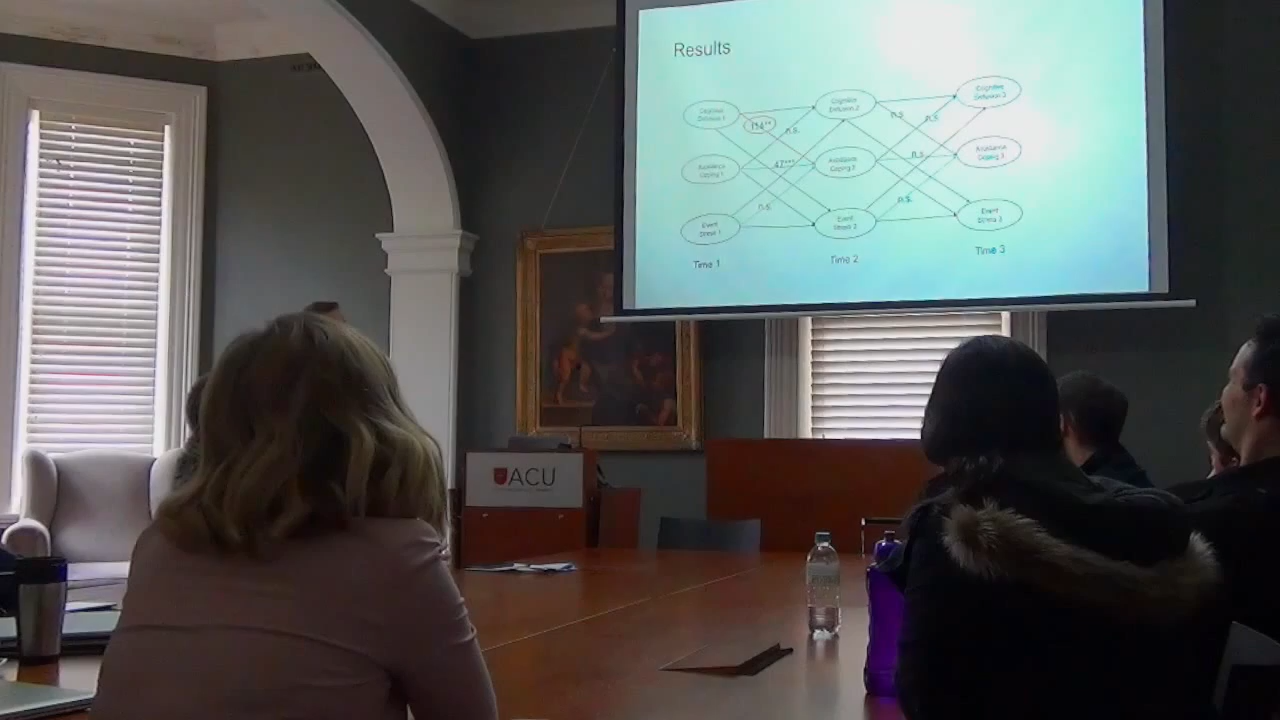 Results
Cognitive
Defusion 1
Cognitive
Defusion 2
Cognitive
Defusion 3
n.s.
n.s.
n.s.
Avoidance
Coping 1
.47***
Avoidance
Coping 2
n.s.
Avoidance
Coping 3
Event
Stress 1
n.s.
Event
Stress 2
n.s.
Event
Stress 3
Time 1
Time 2
Time 3
ACU